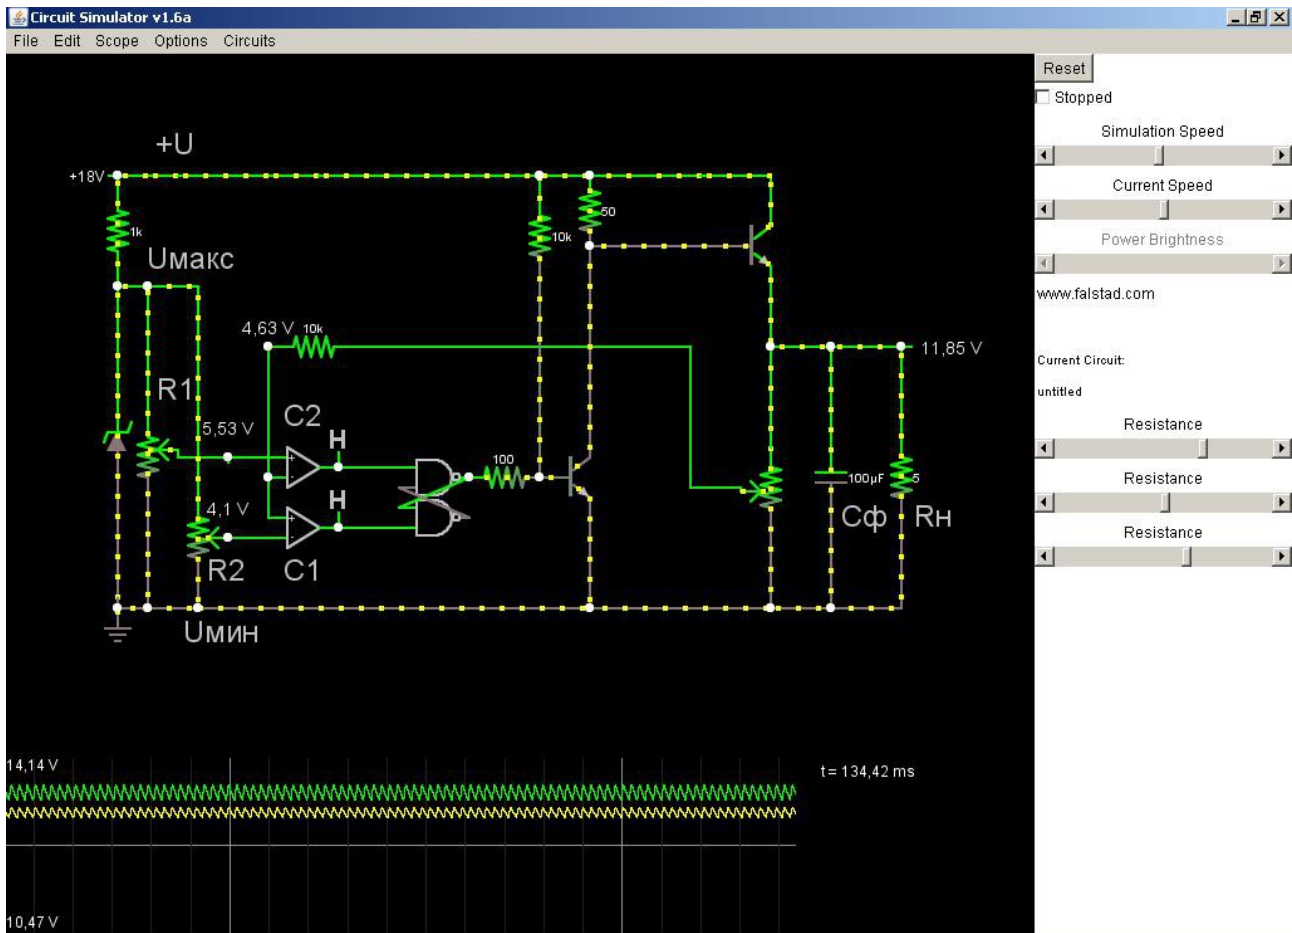 Circuit Simulator v1.6a
File Edit Scope Options Circuits
Reset
Stopped
Simulation Speed
Current Speed
Power Brightness
www.falstad.com
Current Circuit:
untitled
Resistance
Resistance
Resistance
+U
+18V
1k
50
10k
Uмакс
4,63 V 10k
11,85 V
R1
C2
5,53 V
H
100
100µF
5
4,1 V
H
Cф
Rн
R2
C1
Uмин
14,14 V
t = 134,42 ms
10,47 V